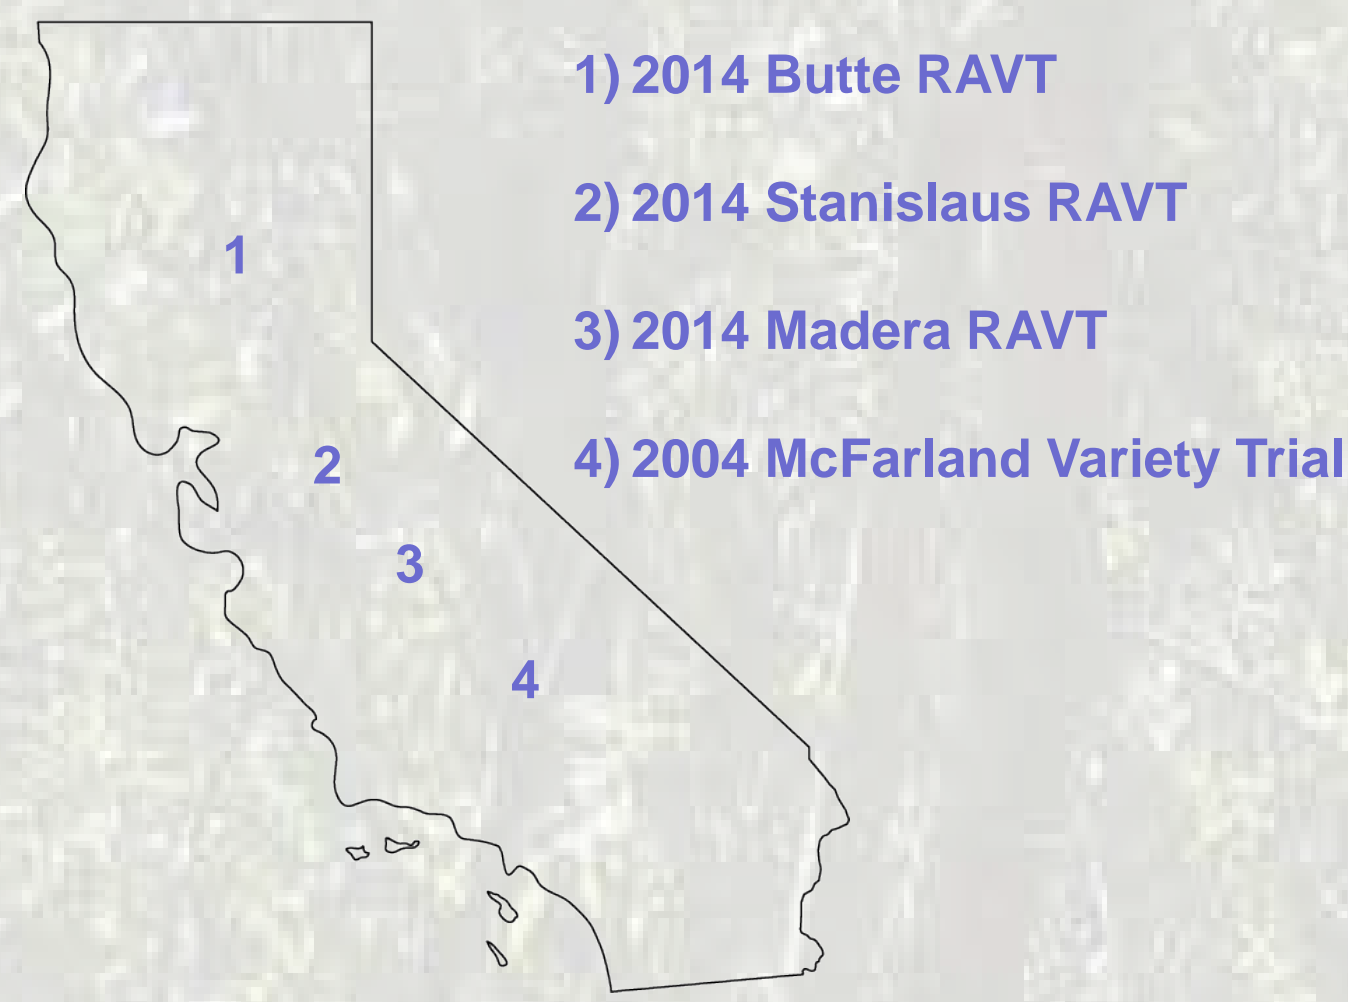 1) 2014 Butte RAVT
2) 2014 Stanislaus RAVT
3) 2014 Madera RAVT
4) 2004 McFarland Variety Trial
1
2
3
4